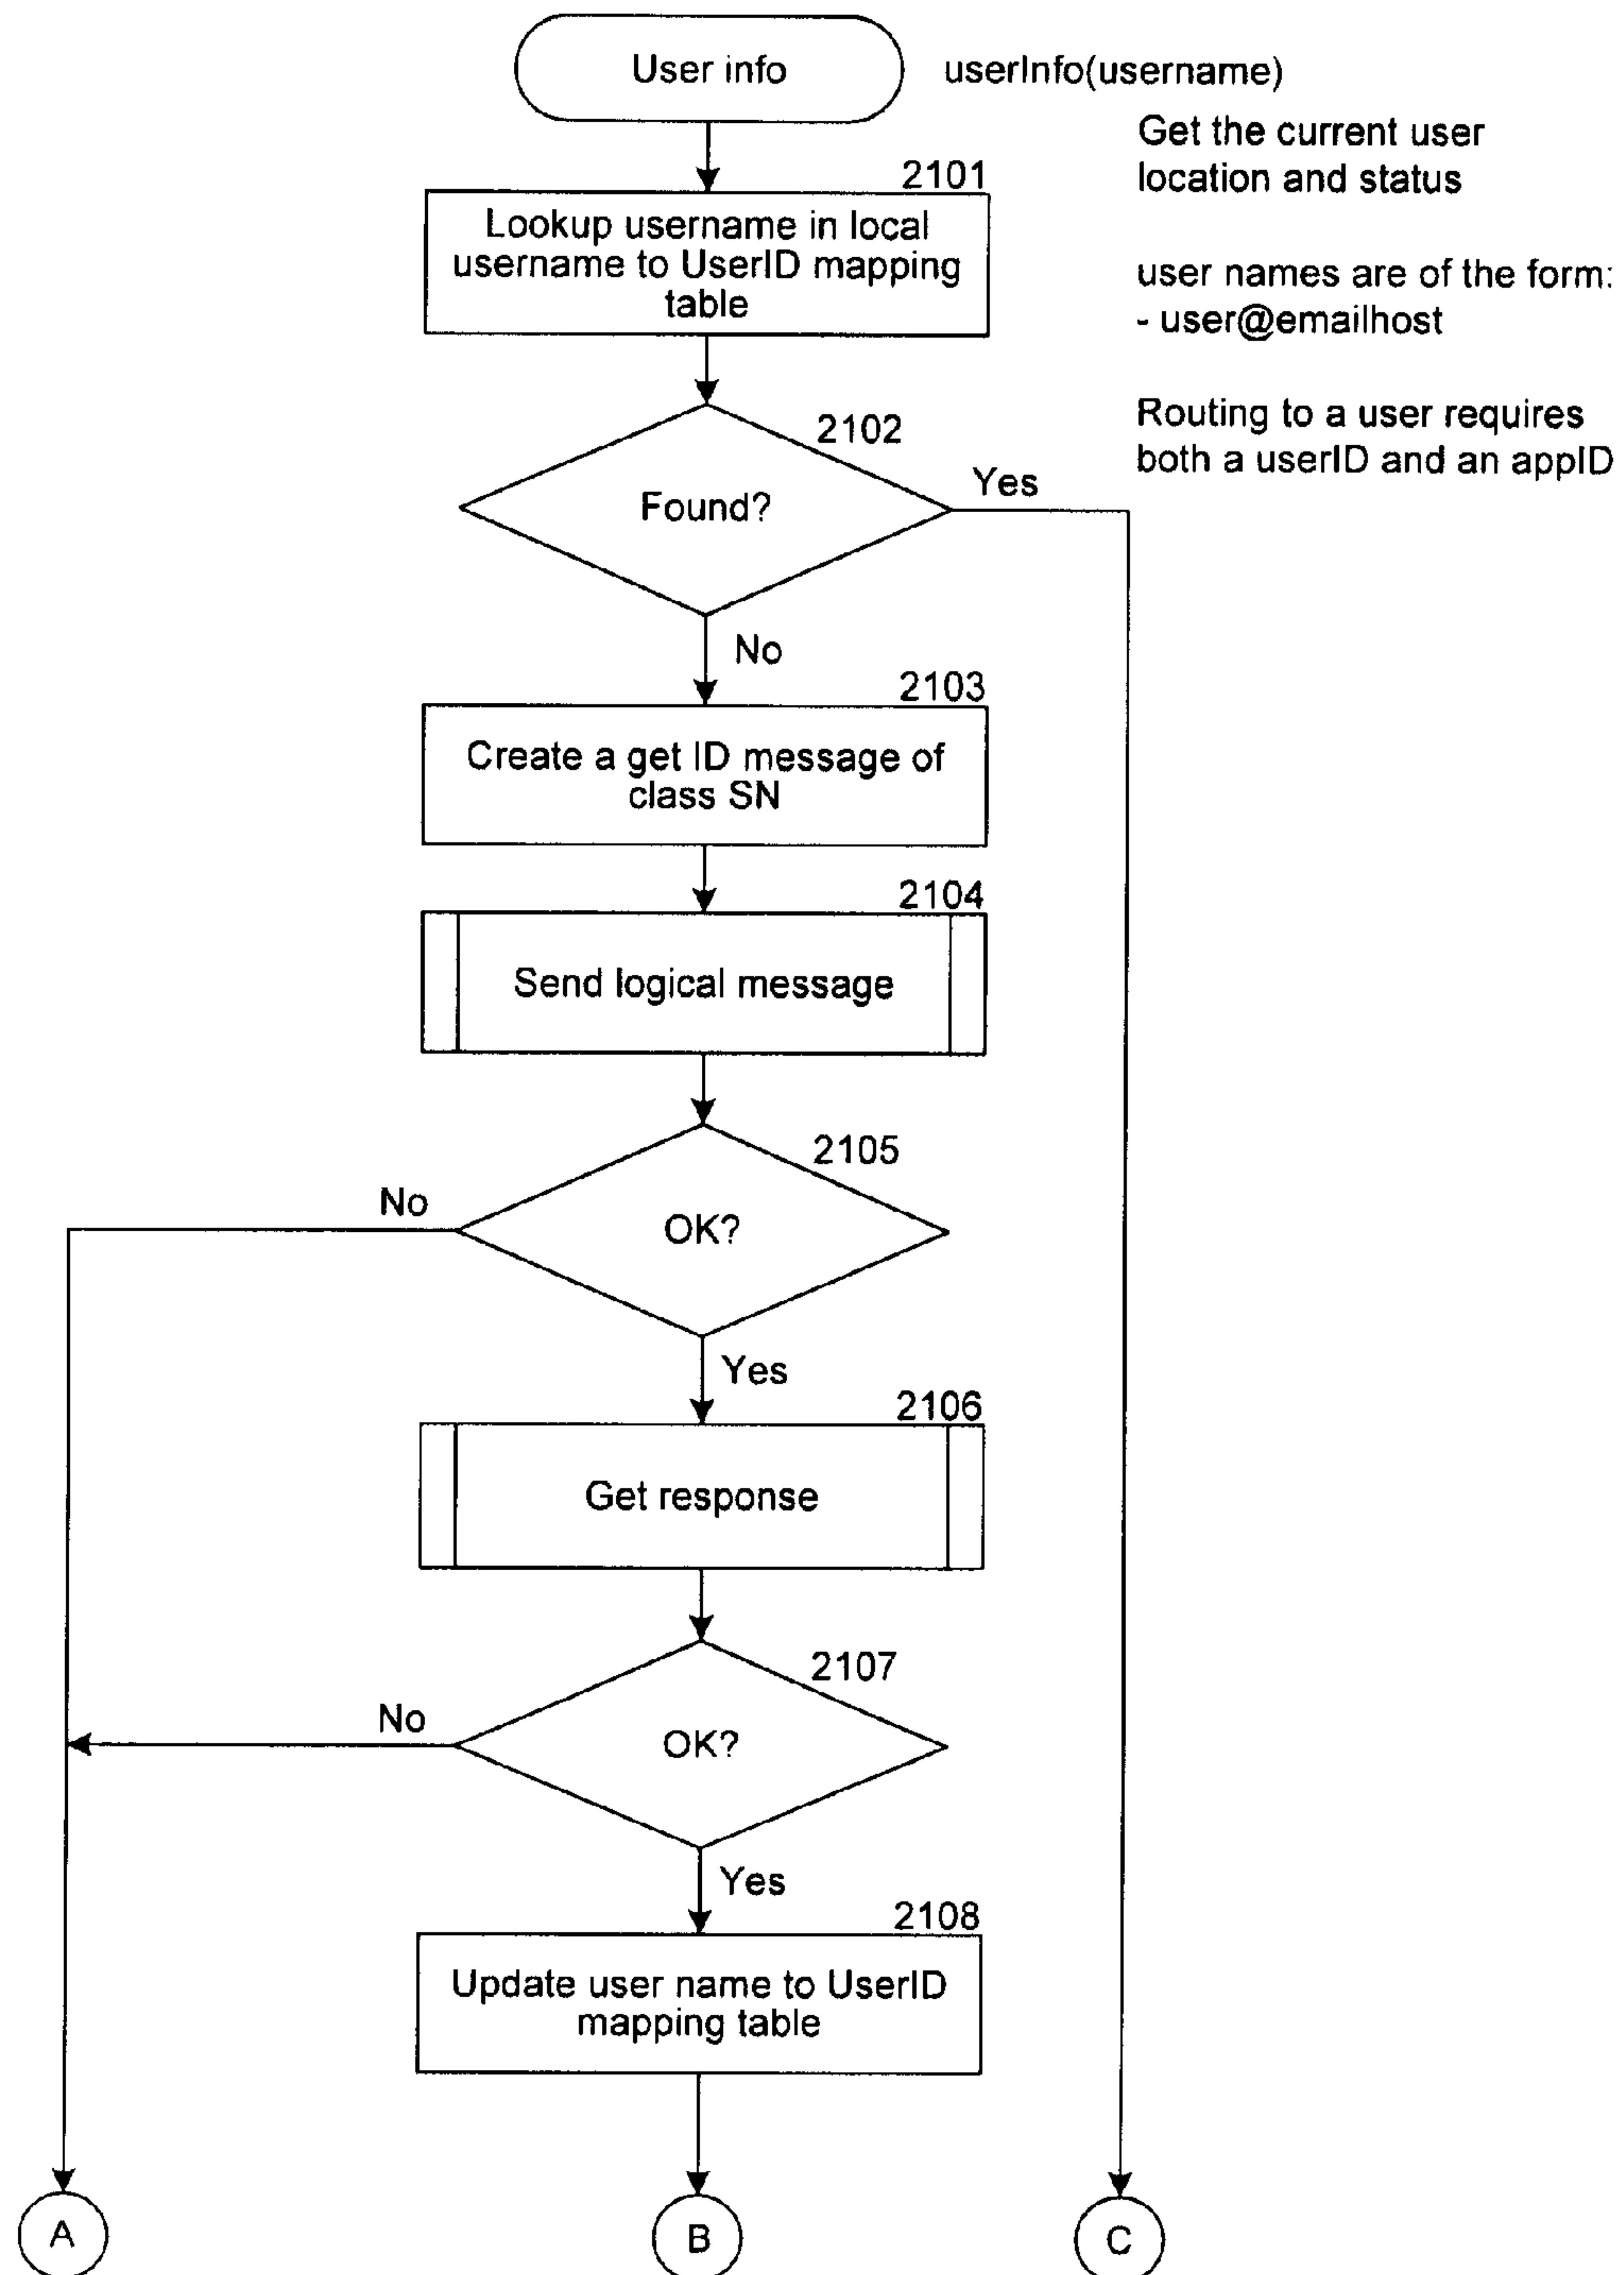 User info
userInfo(username)
Get the current user
location and status
user names are of the form:
- user@emailhost
Routing to a user requires
both a userID and an appID
2101
Lookup username in local
username to UserID mapping
table
2102
Found?
Yes
No
2103
Create a get ID message of
class SN
2104
Send logical message
2105
No
OK?
Yes
2106
Get response
2107
No
OK?
Yes
2108
Update user name to UserID
mapping table
A
B
C